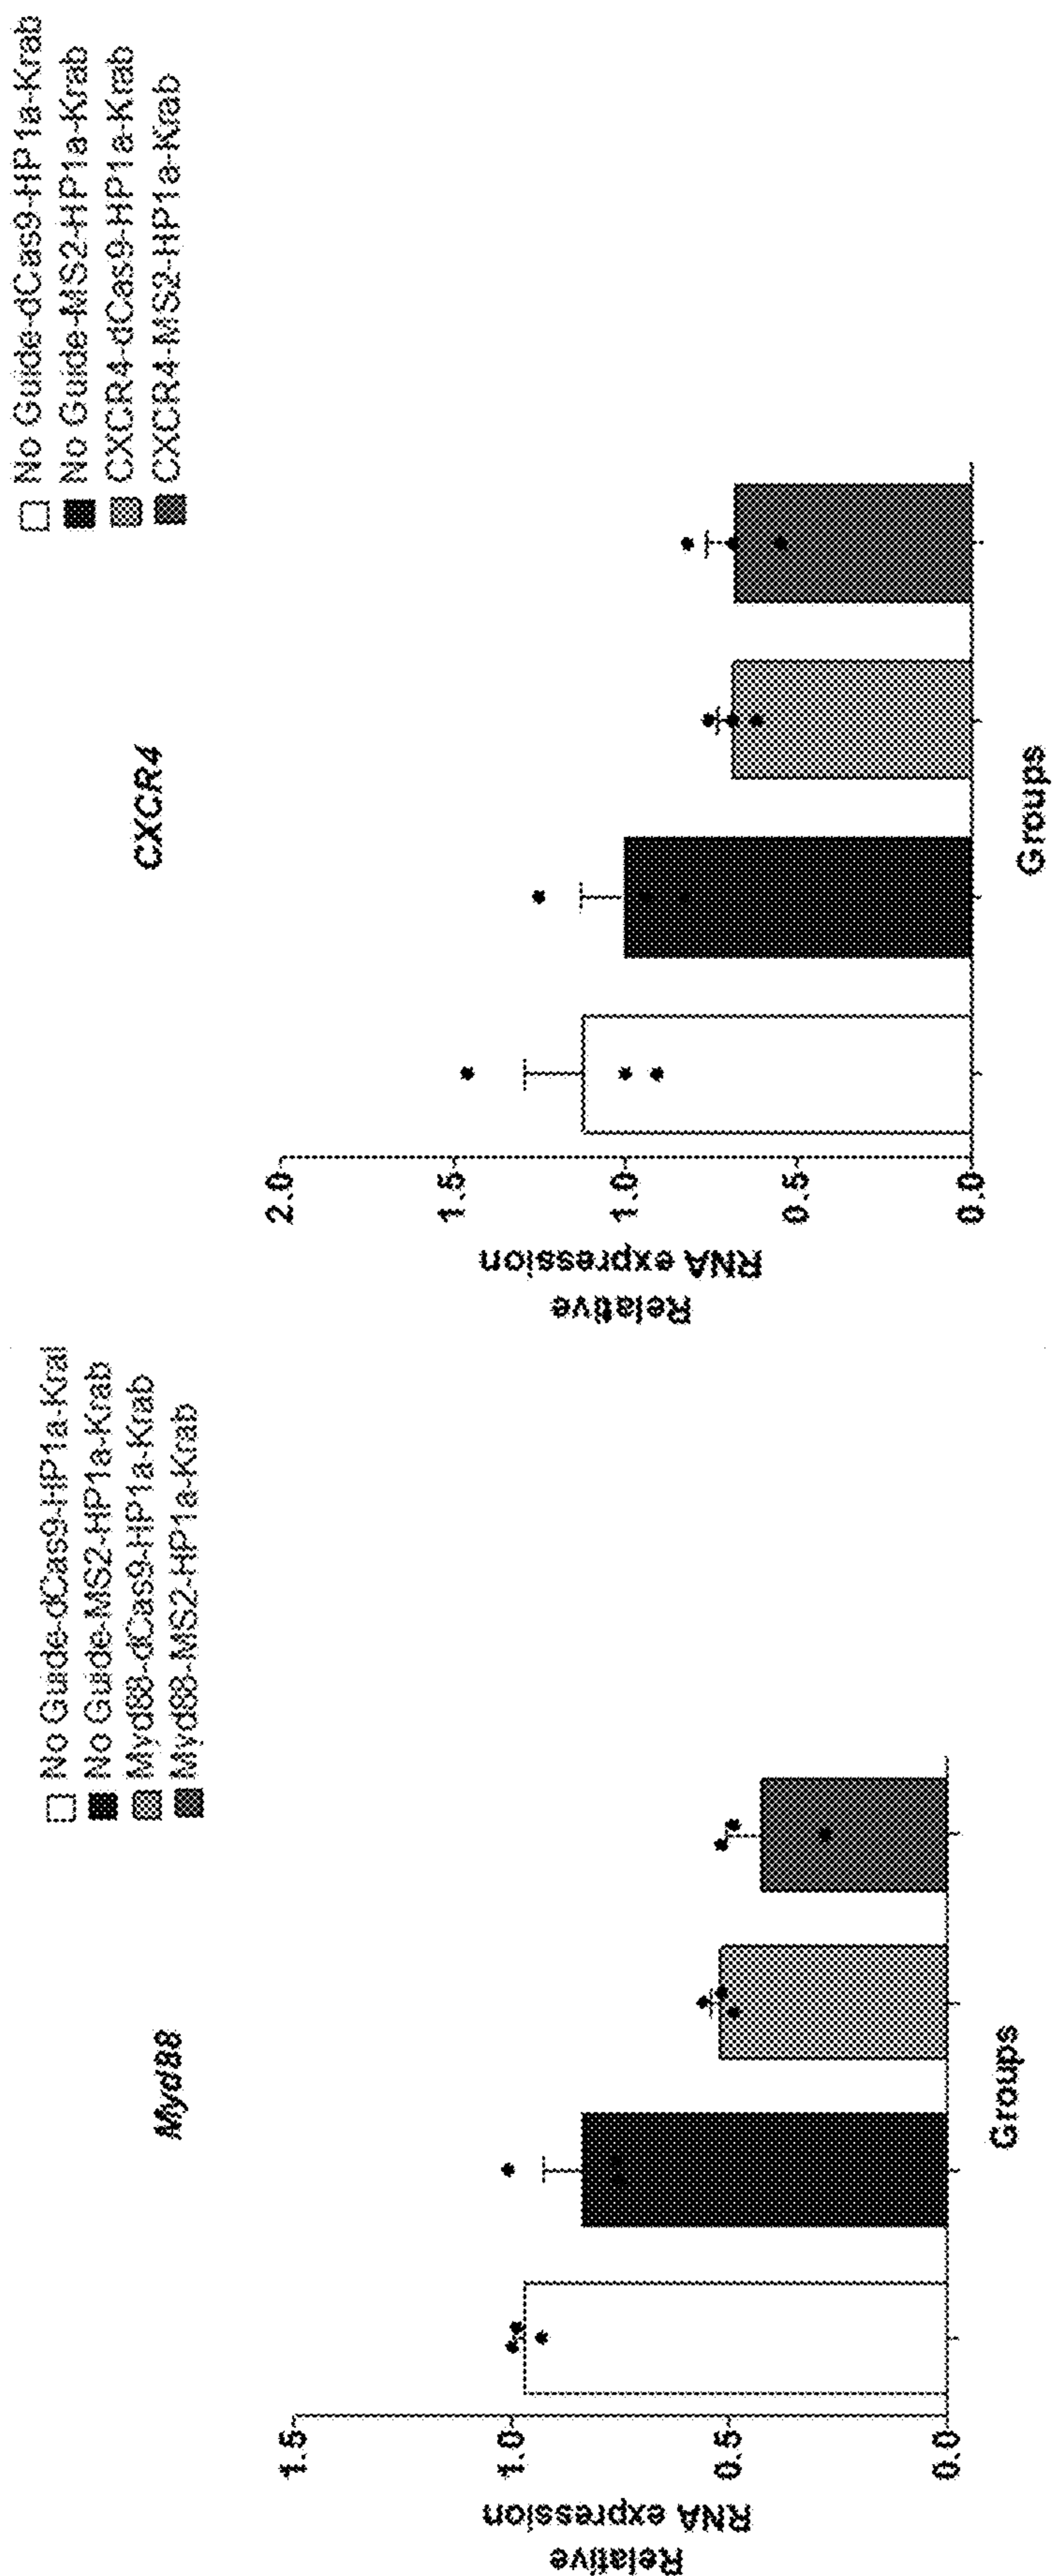 Myd88
No Guide-dCas9-HP1a-Kral
No Guide-MS2-HP1a-Krab
Myd88-dCas9-HP1a-Krab
Myd88-MS2-HP1a-Krab
Relative
RNA expression
1.5
1.0
0.5
0.0
Groups
CXCR4
No Guide-dCas9-HP1a-Krab
No Guide-MS2-HP1a-Krab
CXCR4-dCas9-HP1a-Krab
CXCR4-MS2-HP1a-Krab
Relative
RNA expression
2.0
1.5
1.0
0.5
0.0
Groups